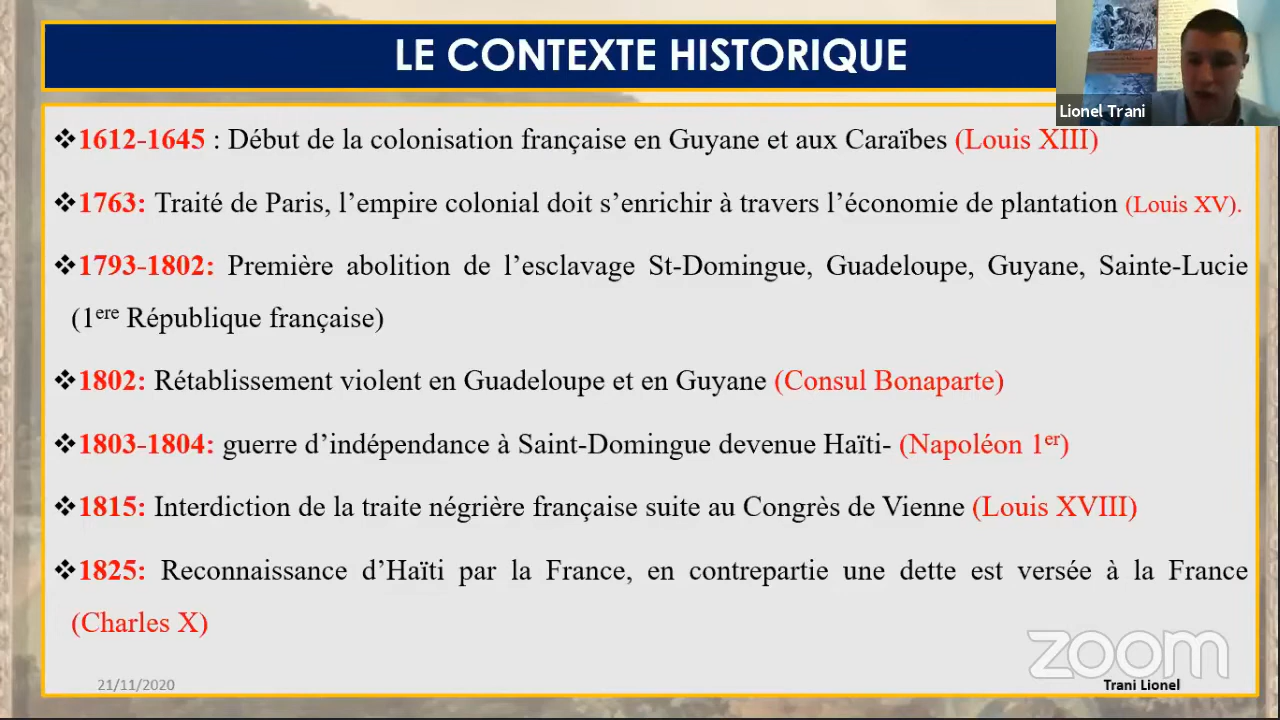 LE CONTEXTE HISTORIQUE
Lionel Trani
❖1612-1645 : Début de la colonisation française en Guyane et aux Caraïbes (Louis XIII)
❖1763: Traité de Paris, l’empire colonial doit s’enrichir à travers l’économie de plantation (Louis XV).
❖1793-1802: Première abolition de l’esclavage St-Domingue, Guadeloupe, Guyane, Sainte-Lucie
(1ere République française)
❖1802: Rétablissement violent en Guadeloupe et en Guyane (Consul Bonaparte)
❖1803-1804: guerre d’indépendance à Saint-Domingue devenue Haïti- (Napoléon 1er)
❖1815: Interdiction de la traite négrière française suite au Congrès de Vienne (Louis XVIII)
❖1825: Reconnaissance d’Haïti par la France, en contrepartie une dette est versée à la France
(Charles X)
zoom
21/11/2020
Trani Lionel